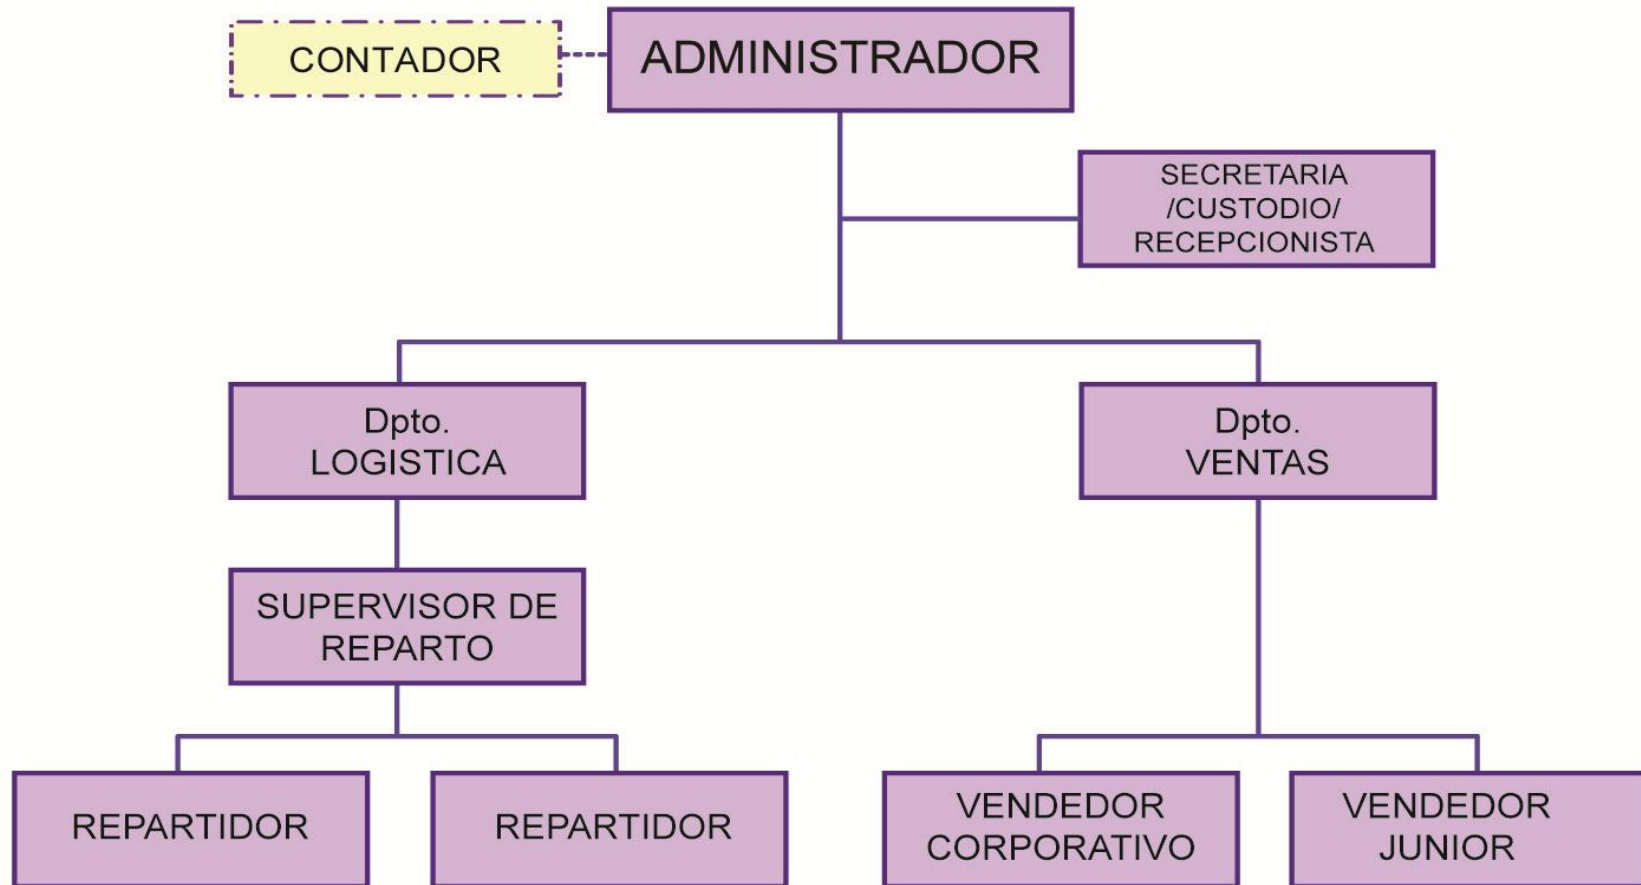 CONTADOR
ADMINISTRADOR
SECRETARIA
/CUSTODIO/
RECEPCIONISTA
Dpto.
LOGISTICA
Dpto.
VENTAS
SUPERVISOR DE
REPARTO
REPARTIDOR
REPARTIDOR
VENDEDOR
CORPORATIVO
VENDEDOR
JUNIOR